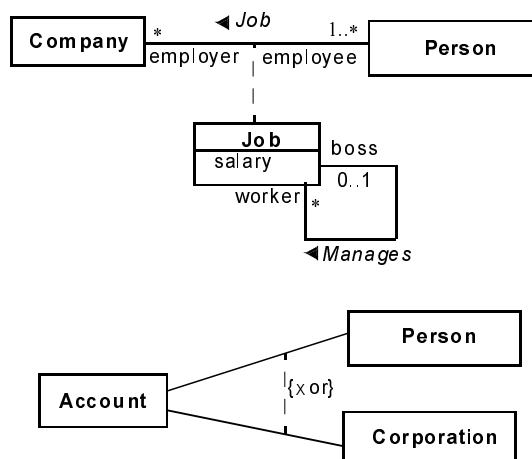 ◄ Job
Company * 1..* Person
employer employee
Job
salary boss
0..1
worker *
◄ Manages
Person
{xor}
Account
Corporation